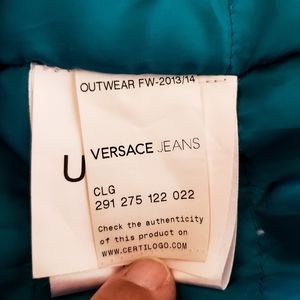 OUTWEAR FW-2013/14
U
VERSACE JEANS
CLG
291 275 122 022
Check the authenticity
of this product on
WWW.CERTILOGO.COM